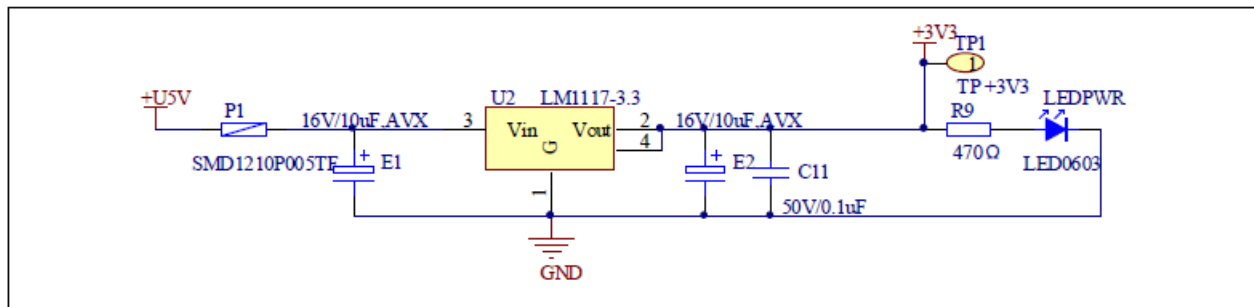 +3V3
TP1
1
TP +3V3
+U5V
P1
16V/10uF,AVX
3
U2
LM1117-3.3
Vin
Vout
G
2
4
1
16V/10uF,AVX
R9
470Ω
LEDPWR
LED0603
SMD1210P005TF
E1
E2
C11
50V/0.1uF
GND